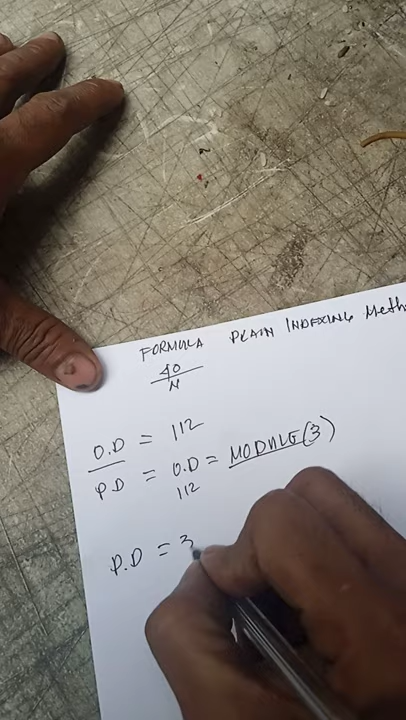 FORMULA PLAIN INDEXING Meth
40
N
O.D = 112
P.D = O.D = MODULE (3)
112
P.D = 3